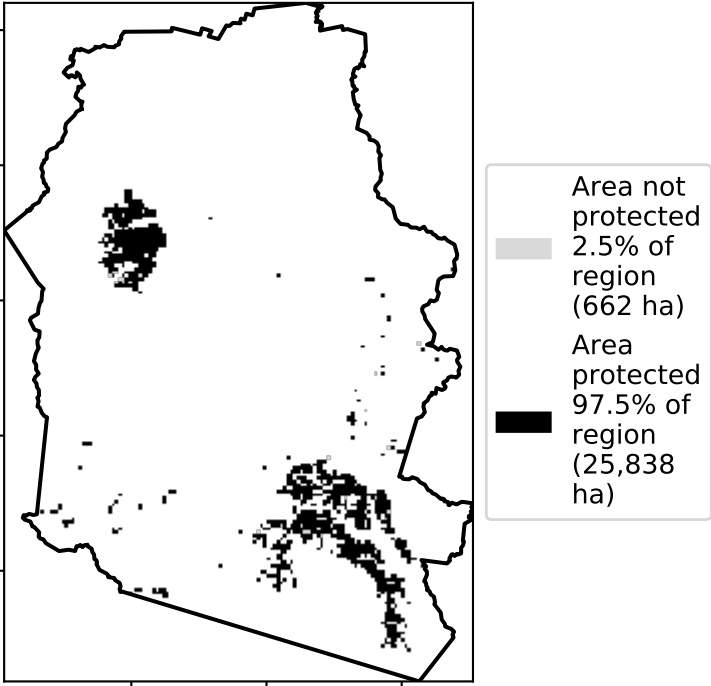 Area not
protected
2.5% of
region
(662 ha)
Area
protected
97.5% of
region
(25,838
ha)